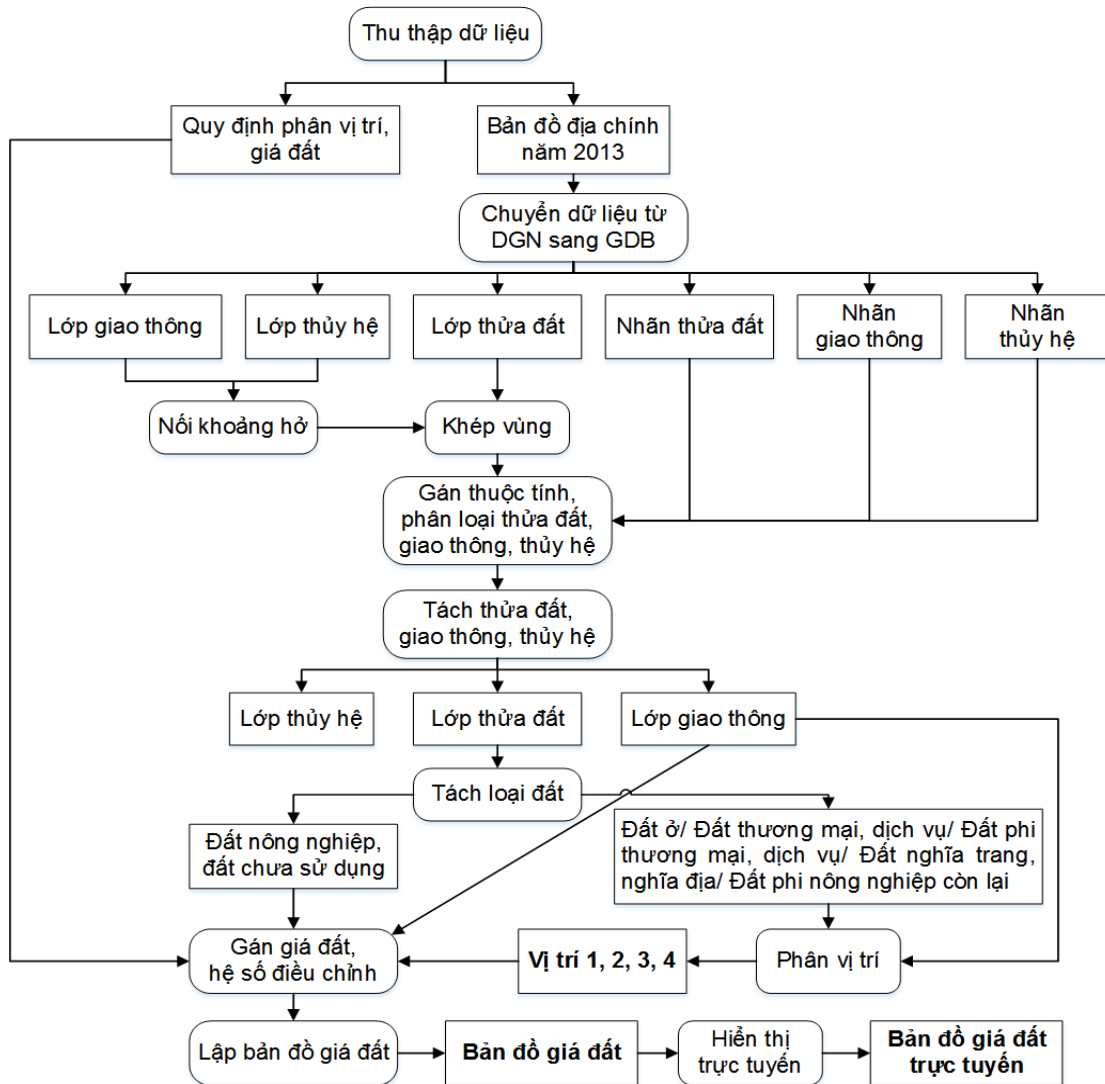 Thu thập dữ liệu
Quy định phân vị trí,
giá đất
Bản đồ địa chính
năm 2013
Chuyển dữ liệu từ
DGN sang GDB
Lớp giao thông
Lớp thủy hệ
Lớp thửa đất
Nhãn thửa đất
Nhãn
giao thông
Nhãn
thủy hệ
Nối khoảng hở
Khép vùng
Gán thuộc tính,
phân loại thửa đất,
giao thông, thủy hệ
Tách thửa đất,
giao thông, thủy hệ
Lớp thủy hệ
Lớp thửa đất
Lớp giao thông
Tách loại đất
Đất nông nghiệp,
đất chưa sử dụng
Đất ở/ Đất thương mại, dịch vụ/ Đất phi
thương mại, dịch vụ/ Đất nghĩa trang,
nghĩa địa/ Đất phi nông nghiệp còn lại
Gán giá đất,
hệ số điều chỉnh
Vị trí 1, 2, 3, 4
Phân vị trí
Lập bản đồ giá đất
Bản đồ giá đất
Hiển thị
trực tuyến
Bản đồ giá đất
trực tuyến